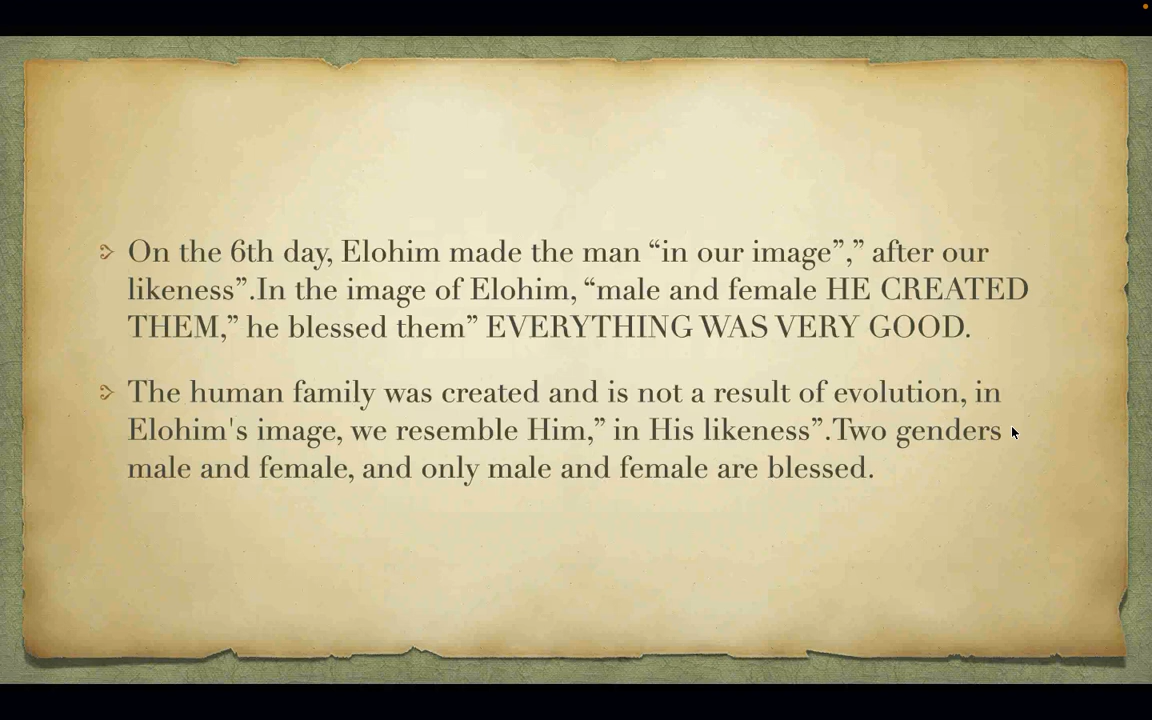 On the 6th day, Elohim made the man “in our image”,” after our
likeness”.In the image of Elohim, “male and female HE CREATED
THEM,” he blessed them” EVERYTHING WAS VERY GOOD.
The human family was created and is not a result of evolution, in
Elohim's image, we resemble Him,” in His likeness”.Two genders
male and female, and only male and female are blessed.